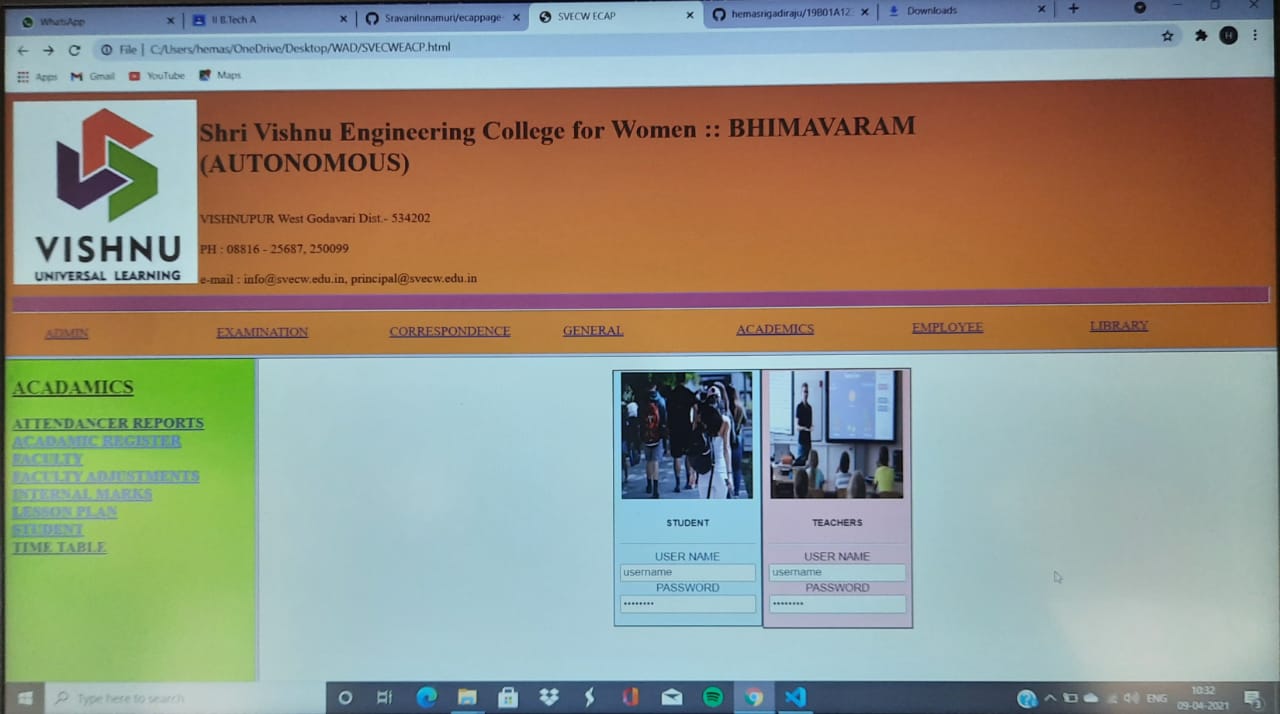 WhatsApp
II B.Tech A
SravaniInnamuri/ecappage
SVECW ECAP
hemasrigadiraju/19B01A12
Downloads
File | C:/Users/hemas/OneDrive/Desktop/WAD/SVECWEACP.html
H
Apps
Gmail
YouTube
Maps
Shri Vishnu Engineering College for Women :: BHIMAVARAM
(AUTONOMOUS)
VISHNUPUR West Godavari Dist.- 534202
PH : 08816 - 25687, 250099
e-mail : info@svecw.edu.in, principal@svecw.edu.in
VISHNU
UNIVERSAL LEARNING
ADMIN
EXAMINATION
CORRESPONDENCE
GENERAL
ACADEMICS
EMPLOYEE
LIBRARY
ACADAMICS
ATTENDANCER REPORTS
ACADAMIC REGISTER
FACULTY
FACULTY ADJUSTMENTS
INTERNAL MARKS
LESSON PLAN
STUDENT
TIME TABLE
STUDENT
USER NAME
username
PASSWORD
••••••••
TEACHERS
USER NAME
username
PASSWORD
••••••••
Type here to search
ENG
10:32
09-04-2021
3